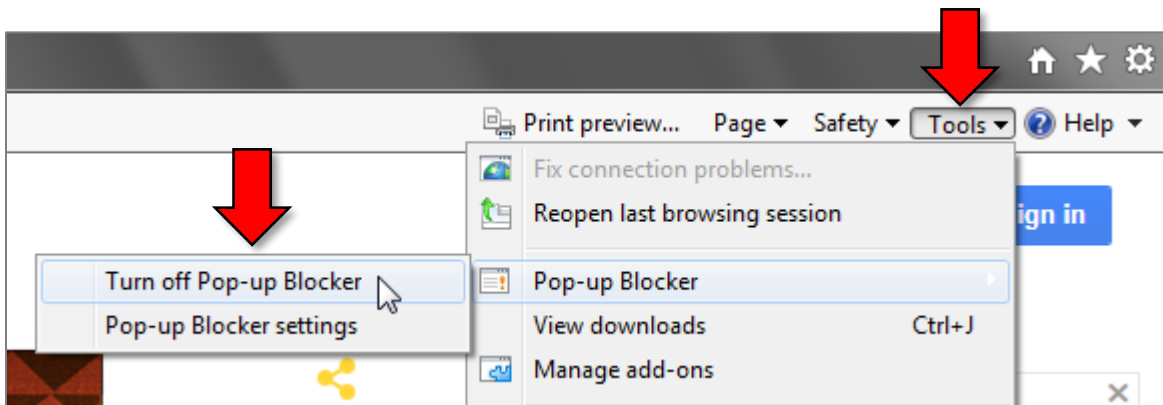 Print preview... Page Safety Tools Help
Fix connection problems...
Reopen last browsing session
ign in
Turn off Pop-up Blocker
Pop-up Blocker
Pop-up Blocker settings
View downloads Ctrl+J
Manage add-ons